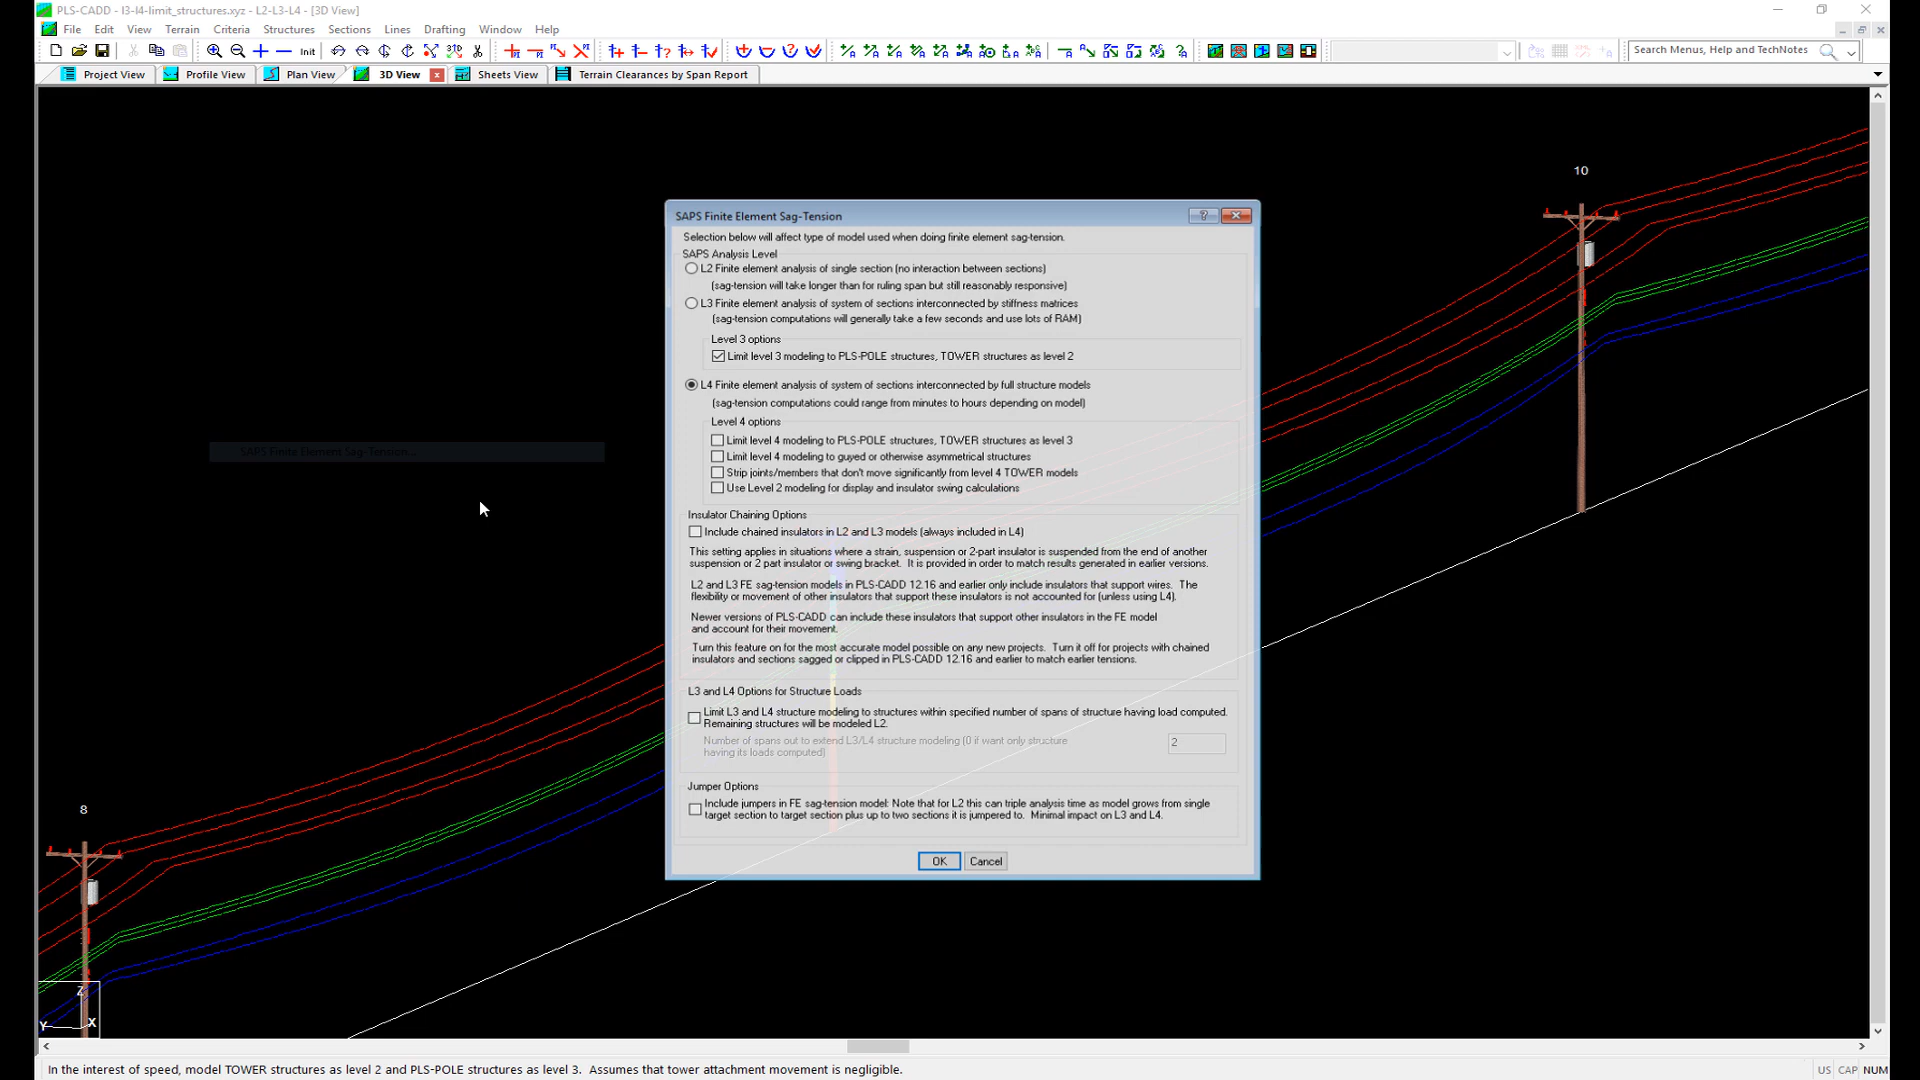 PLS-CADD - l3-l4-limit_structures.xyz - L2-L3-L4 - [3D View]
File Edit View Terrain Criteria Structures Sections Lines Drafting Window Help
Init
3D
Search Menus, Help and TechNotes
Project View Profile View Plan View 3D View x Sheets View Terrain Clearances by Span Report
10
SAPS Finite Element Sag-Tension
Selection below will affect type of model used when doing finite element sag-tension.
SAPS Analysis Level
L2 Finite element analysis of single section (no interaction between sections)
(sag-tension will take longer than for ruling span but still reasonably responsive)
L3 Finite element analysis of system of sections interconnected by stiffness matrices
(sag-tension computations will generally take a few seconds and use lots of RAM)
Level 3 options
Limit level 3 modeling to PLS-POLE structures, TOWER structures as level 2
L4 Finite element analysis of system of sections interconnected by full structure models
(sag-tension computations could range from minutes to hours depending on model)
Level 4 options
Limit level 4 modeling to PLS-POLE structures, TOWER structures as level 3
Limit level 4 modeling to guyed or otherwise asymmetrical structures
Strip joints/members that don't move significantly from level 4 TOWER models
Use Level 2 modeling for display and insulator swing calculations
SAPS Finite Element Sag-Tension...
Insulator Chaining Options
Include chained insulators in L2 and L3 models (always included in L4)
This setting applies in situations where a strain, suspension or 2-part insulator is suspended from the end of another
suspension or 2 part insulator or swing bracket. It is provided in order to match results generated in earlier versions.
L2 and L3 FE sag-tension models in PLS-CADD 12.16 and earlier only include insulators that support wires. The
flexibility or movement of other insulators that support these insulators is not accounted for (unless using L4).
Newer versions of PLS-CADD can include these insulators that support other insulators in the FE model
and account for their movement.
Turn this feature on for the most accurate model possible on any new projects. Turn it off for projects with chained
insulators and sections sagged or clipped in PLS-CADD 12.16 and earlier to match earlier tensions.
L3 and L4 Options for Structure Loads
Limit L3 and L4 structure modeling to structures within specified number of spans of structure having load computed.
Remaining structures will be modeled L2.
Number of spans out to extend L3/L4 structure modeling (0 if want only structure
having its loads computed)
2
Jumper Options
Include jumpers in FE sag-tension model: Note that for L2 this can triple analysis time as model grows from single
target section to target section plus up to two sections it is jumpered to. Minimal impact on L3 and L4.
OK Cancel
8
Z
Y X
In the interest of speed, model TOWER structures as level 2 and PLS-POLE structures as level 3. Assumes that tower attachment movement is negligible.
US CAP NUM